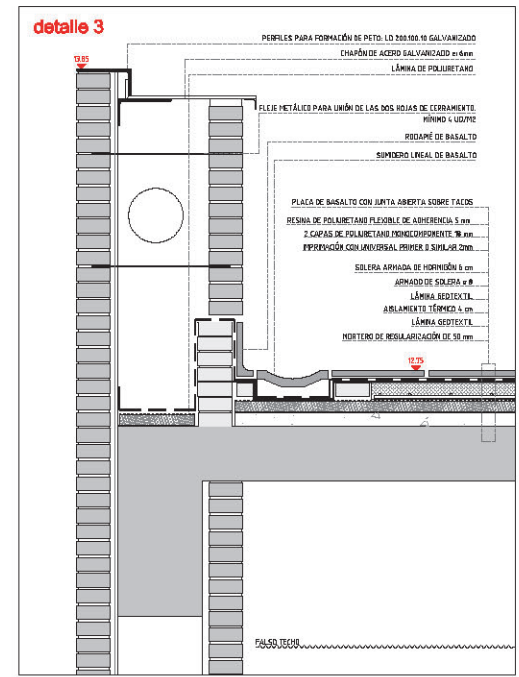 detalle 3
PERFILES PARA FORMACIÓN DE PETO: LD 200.100.10 GALVANIZADO
CHAPÓN DE ACERO GALVANIZADO e: 6mm
13.85
LÁMINA DE POLIURETANO
FLEJE METÁLICO PARA UNIÓN DE LAS DOS HOJAS DE CERRAMIENTO.
MÍNIMO 4 UD/M2
RODAPIÉ DE BASALTO
SUMIDERO LINEAL DE BASALTO
PLACA DE BASALTO CON JUNTA ABIERTA SOBRE TACOS
RESINA DE POLIURETANO FLEXIBLE DE ADHERENCIA 5 mm
2 CAPAS DE POLIURETANO MONOCOMPONENTE mm
IMPRIMACIÓN CON UNIVERSAL PRIMER O SIMILAR 2mm
SOLERA ARMADA DE HORMIGÓN 6 cm
ARMADO DE SOLERA ø 8
LÁMINA GEOTEXTIL
AISLAMIENTO TÉRMICO 4 cm
LÁMINA GEOTEXTIL
MORTERO DE REGULARIZACIÓN DE 50 mm
12.75
FALSO TECHO